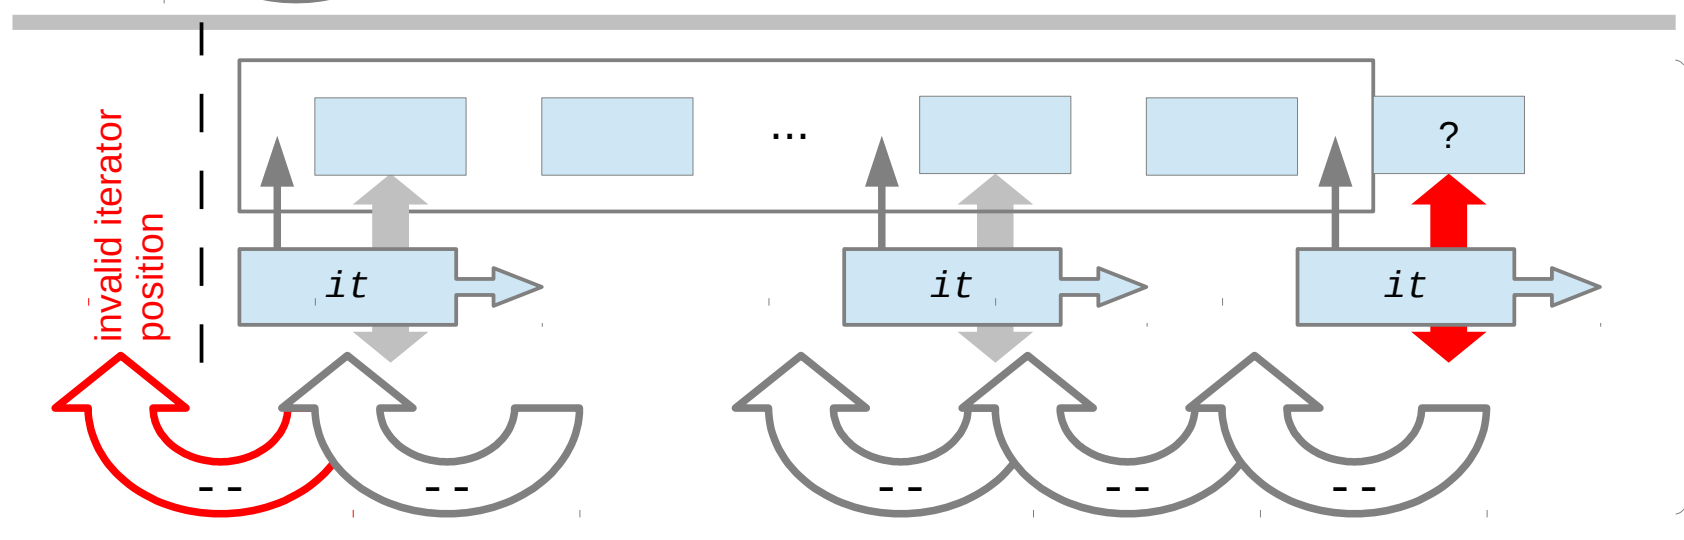 invalid iterator
position
...
?
it
it
it
--
--
--
--
--